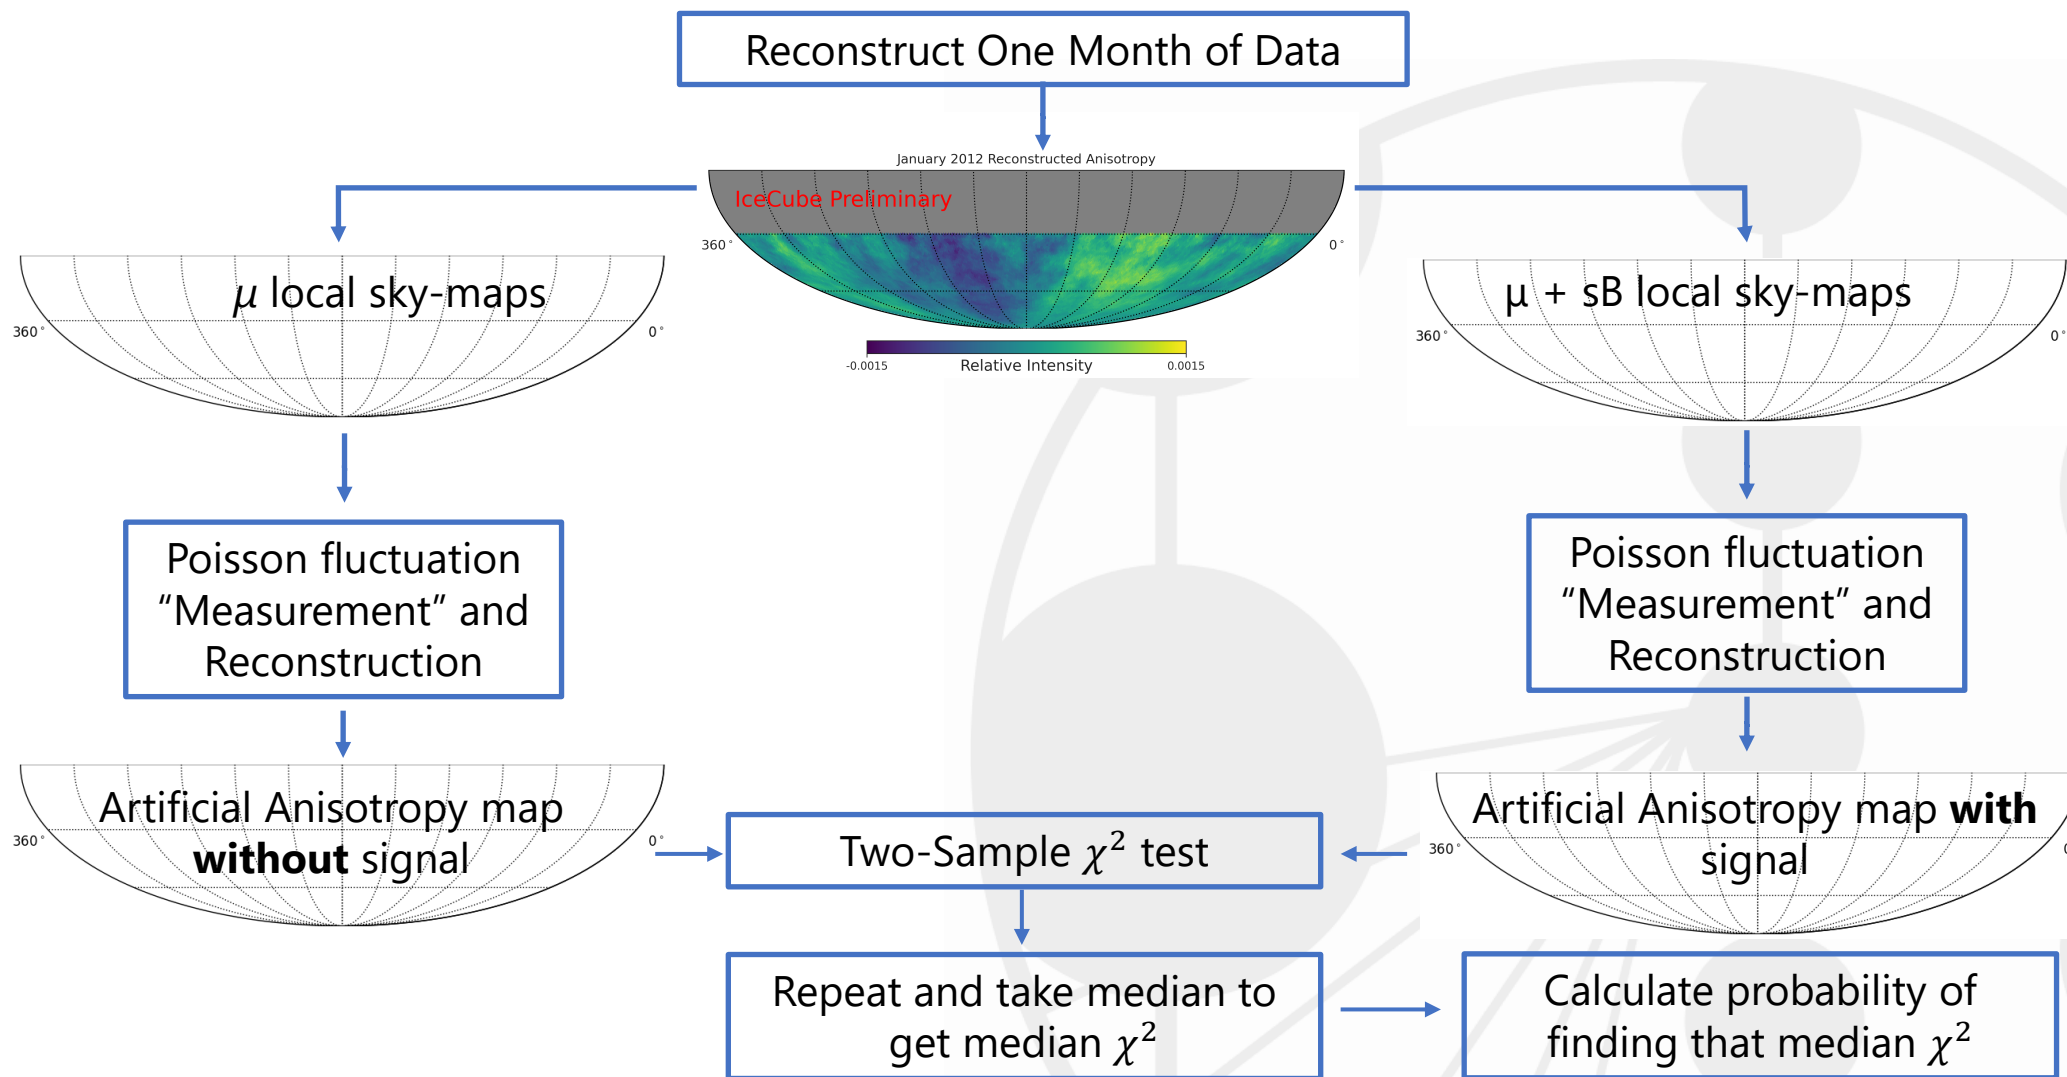 Reconstruct One Month of Data
January 2012 Reconstructed Anisotropy
IceCube Preliminary
360°
0°
-0.0015
Relative Intensity
0.0015
μ local sky-maps
360°
0°
μ + sB local sky-maps
360°
0°
Poisson fluctuation
“Measurement” and
Reconstruction
Poisson fluctuation
“Measurement” and
Reconstruction
Artificial Anisotropy map
without signal
360°
0°
Two-Sample χ² test
Artificial Anisotropy map with
signal
360°
Repeat and take median to
get median χ²
Calculate probability of
finding that median χ²